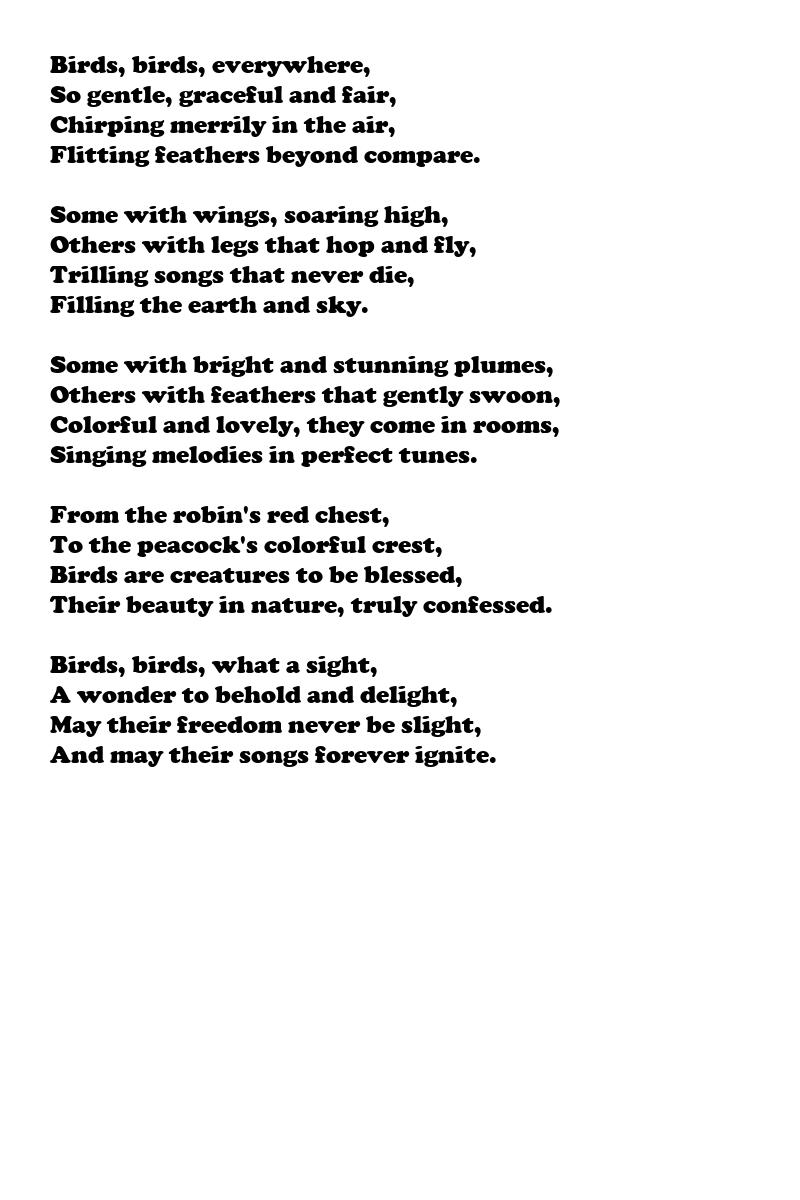 Birds, birds, everywhere,
So gentle, graceful and fair,
Chirping merrily in the air,
Flitting feathers beyond compare.

Some with wings, soaring high,
Others with legs that hop and fly,
Trilling songs that never die,
Filling the earth and sky.

Some with bright and stunning plumes,
Others with feathers that gently swoon,
Colorful and lovely, they come in rooms,
Singing melodies in perfect tunes.

From the robin's red chest,
To the peacock's colorful crest,
Birds are creatures to be blessed,
Their beauty in nature, truly confessed.

Birds, birds, what a sight,
A wonder to behold and delight,
May their freedom never be slight,
And may their songs forever ignite.